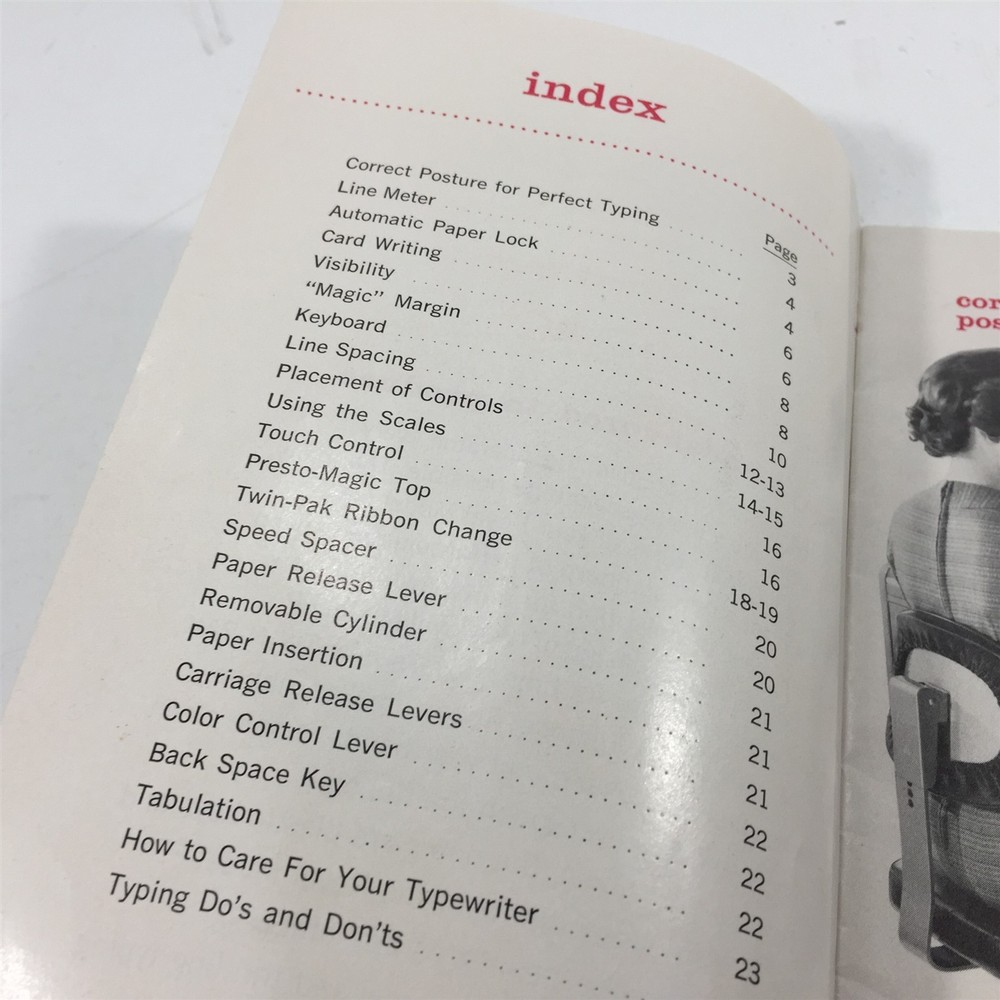 index
Page
Correct Posture for Perfect Typing 3
Line Meter 4
Automatic Paper Lock 4
Card Writing 6
Visibility 6
“Magic” Margin 8
Keyboard 8
Line Spacing 10
Placement of Controls 12-13
Using the Scales 14-15
Touch Control 16
Presto-Magic Top 16
Twin-Pak Ribbon Change 18-19
Speed Spacer 20
Paper Release Lever 20
Removable Cylinder 21
Paper Insertion 21
Carriage Release Levers 21
Color Control Lever 22
Back Space Key 22
Tabulation 22
How to Care For Your Typewriter 23
Typing Do’s and Don’ts